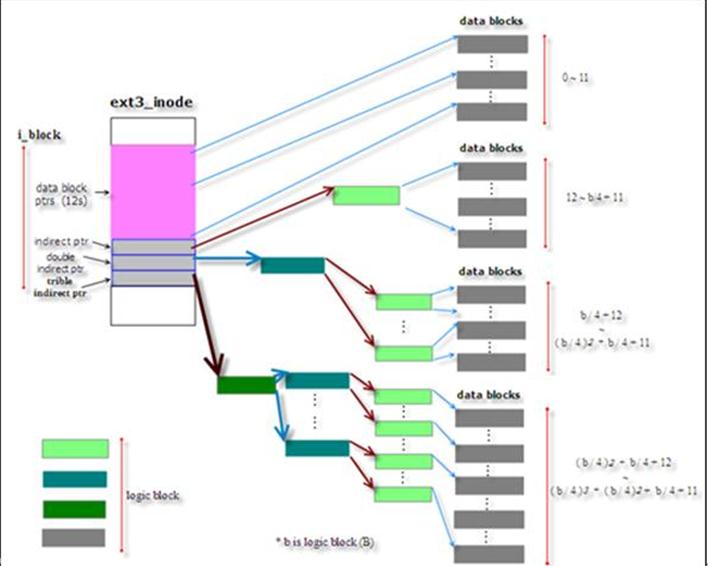 data blocks
0 ~ 11
ext3_inode
i_block
data block
ptrs (12s)
indirect ptr
double
indirect ptr
trible
indirect ptr
data blocks
12 ~ b/4+11
data blocks
b/4+12
~
(b/4)2+b/4+11
data blocks
(b/4)2+b/4+12
~
(b/4)3+(b/4)2+b/4+11
logic block
* b is logic block (B)